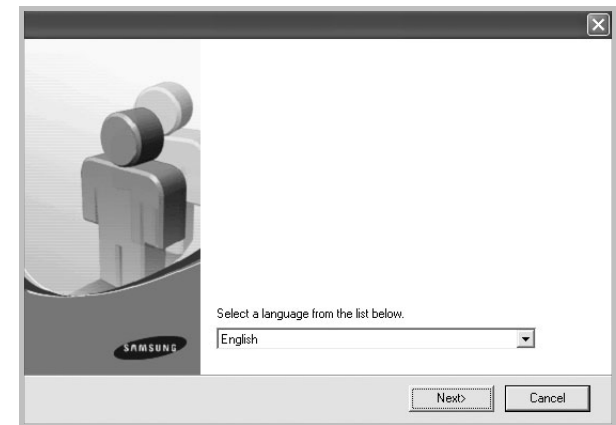 Select a language from the list below.
English
SAMSUNG
Next>
Cancel